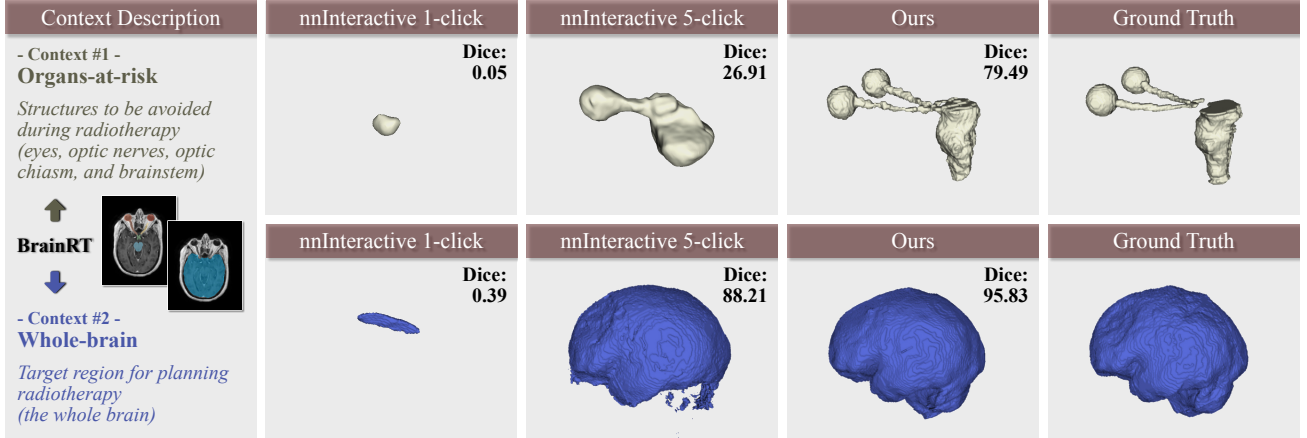 Context Description
- Context #1 -
Organs-at-risk
Structures to be avoided
during radiotherapy
(eyes, optic nerves, optic
chiasm, and brainstem)
BrainRT
- Context #2 -
Whole-brain
Target region for planning
radiotherapy
(the whole brain)
nnInteractive 1-click
Dice:
0.05
nnInteractive 5-click
Dice:
26.91
Ours
Dice:
79.49
Ground Truth
nnInteractive 1-click
Dice:
0.39
nnInteractive 5-click
Dice:
88.21
Ours
Dice:
95.83
Ground Truth